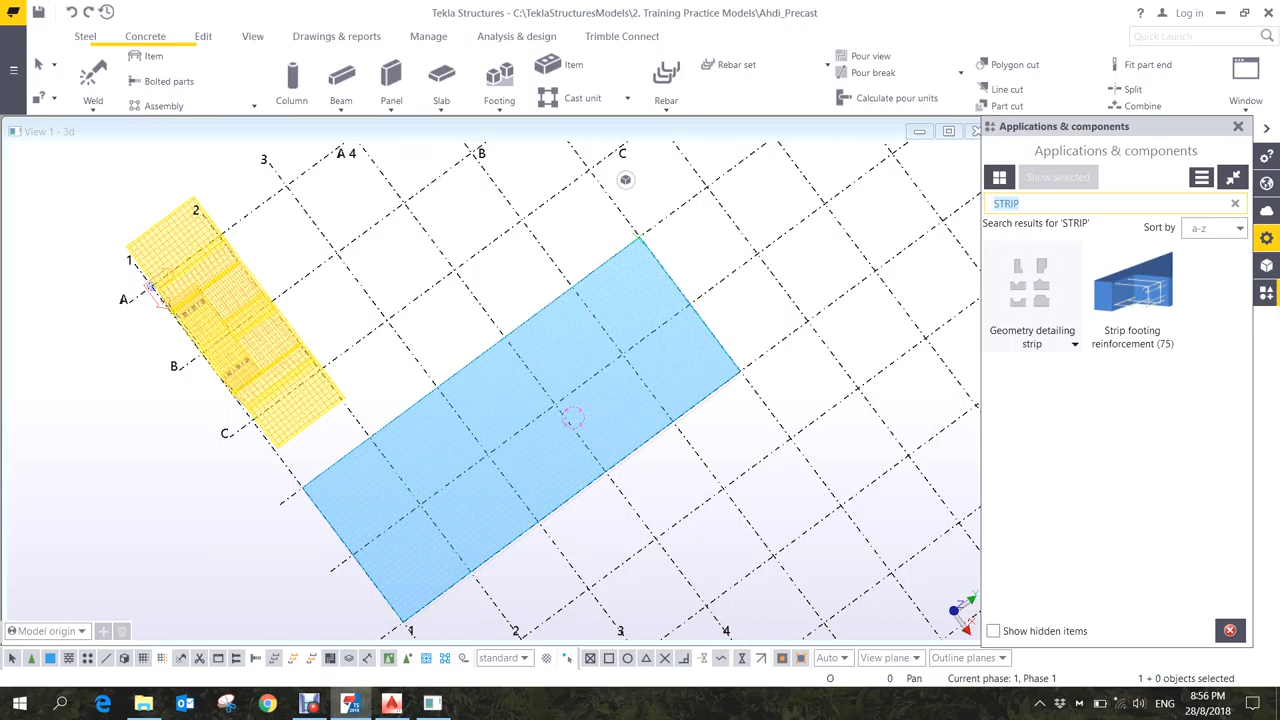 Tekla Structures - C:\TeklaStructuresModels\2. Training Practice Models\Ahdi_Precast
Log in
Steel Concrete Edit View Drawings & reports Manage Analysis & design Trimble Connect
Quick Launch
Weld
Item
Bolted parts
Assembly
Column
Beam
Panel
Slab
Footing
Item
Cast unit
Rebar
Rebar set
Pour view
Pour break
Calculate pour units
Polygon cut
Line cut
Part cut
Fit part end
Split
Combine
Window
View 1 - 3d
Applications & components
Applications & components
Show selected
STRIP
Search results for 'STRIP'
Sort by
a-z
Geometry detailing
strip
Strip footing
reinforcement (75)
Show hidden items
3
A 4
B
C
2
1
A
B
C
1
2
3
4
Z
X
Model origin
standard
Auto
View plane
Outline planes
O
0
Pan
Current phase: 1, Phase 1
1 + 0 objects selected
TS
2018
ENG
8:56 PM
28/8/2018